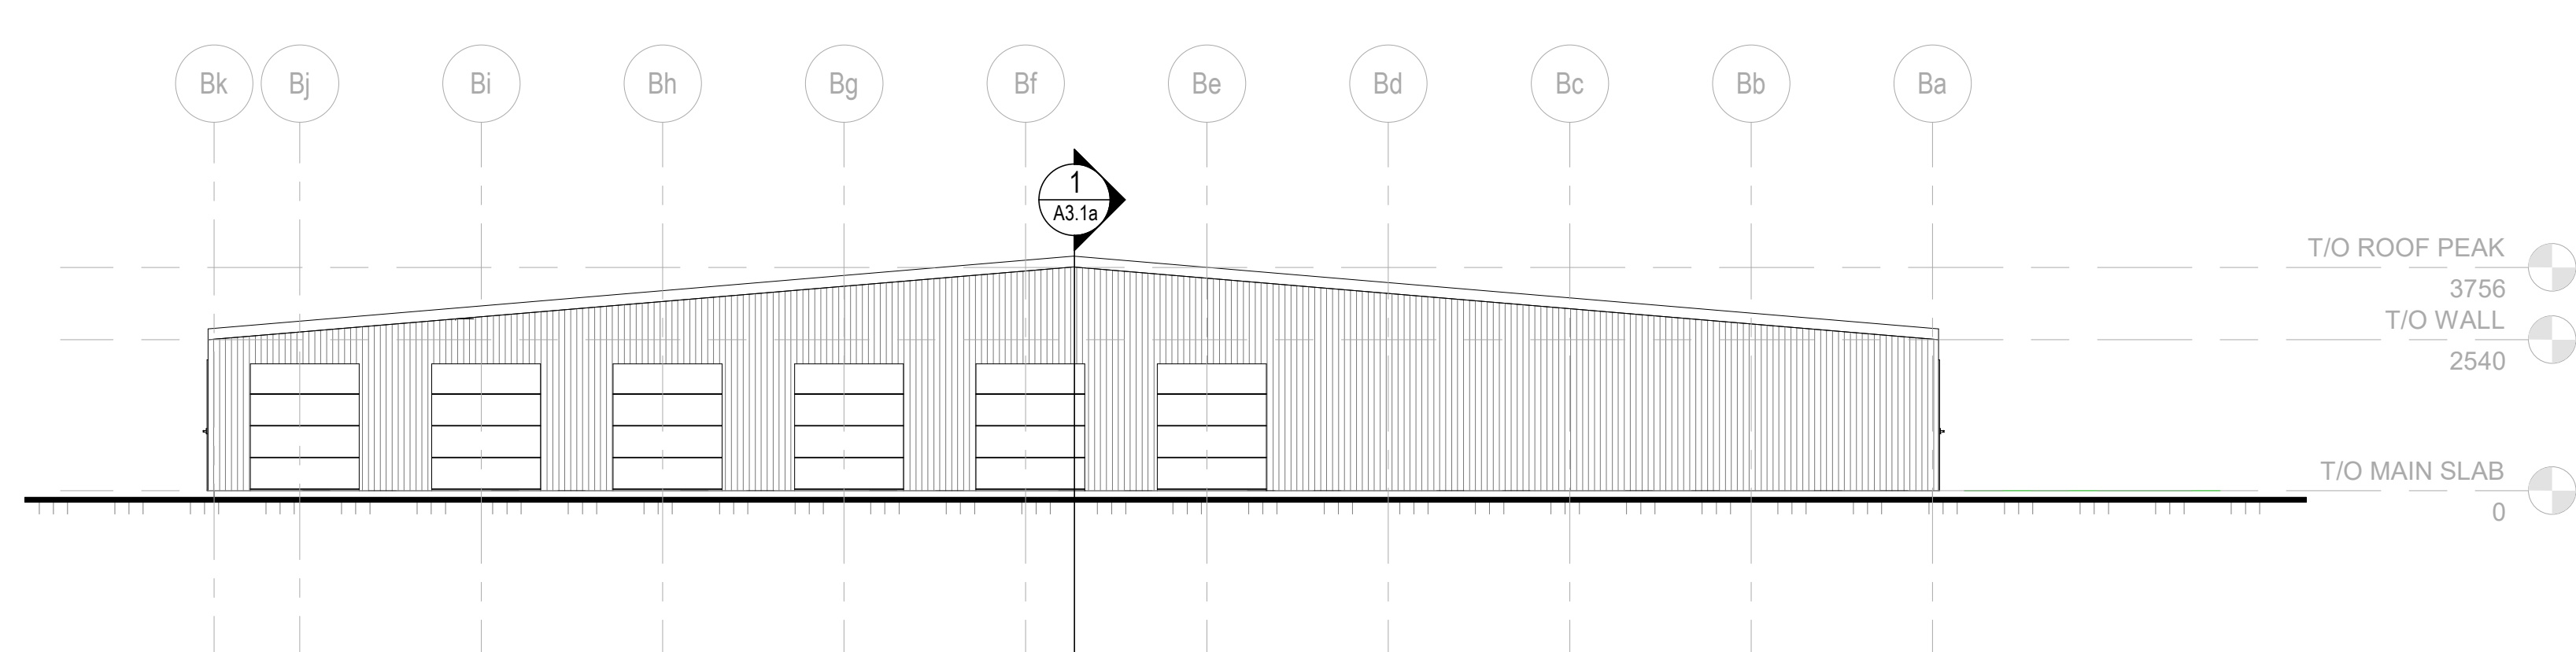 Bk Bj Bi Bh Bg Bf Be Bd Bc Bb Ba
1
A3.1a
T/O ROOF PEAK
3756
T/O WALL
2540
T/O MAIN SLAB
0